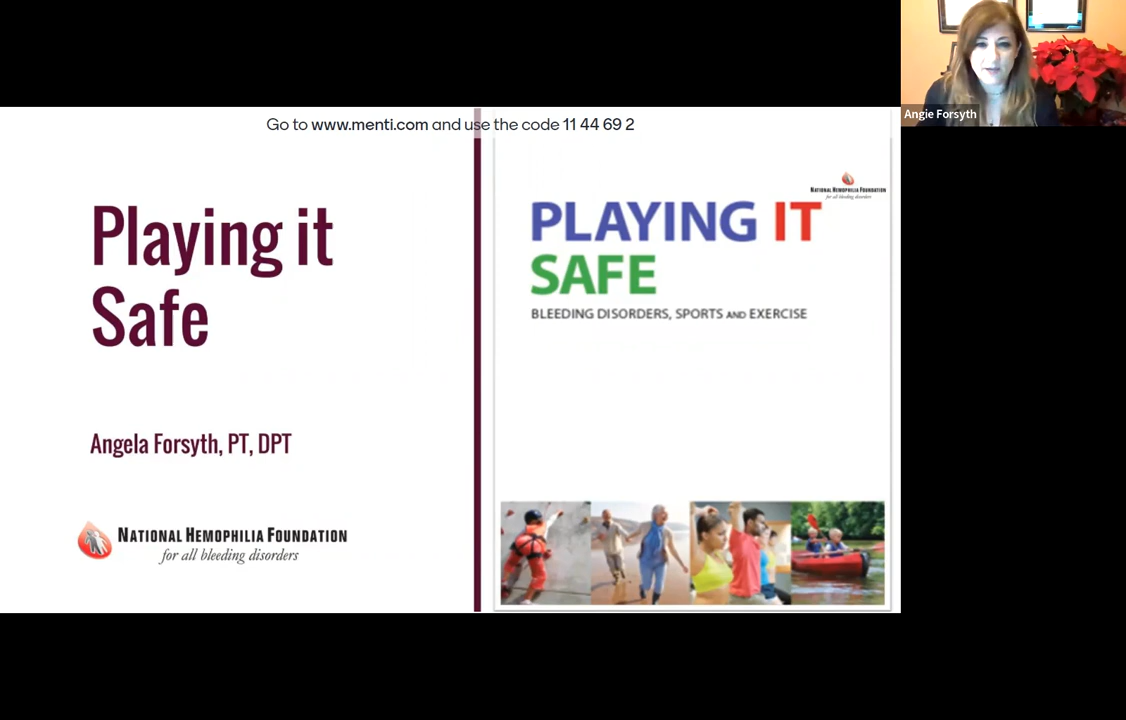 Go to www.menti.com and use the code 11 44 69 2
Angie Forsyth
Playing it
Safe
Angela Forsyth, PT, DPT
NATIONAL HEMOPHILIA FOUNDATION
for all bleeding disorders
NATIONAL HEMOPHILIA FOUNDATION
for all bleeding disorders
PLAYING IT
SAFE
BLEEDING DISORDERS, SPORTS AND EXERCISE